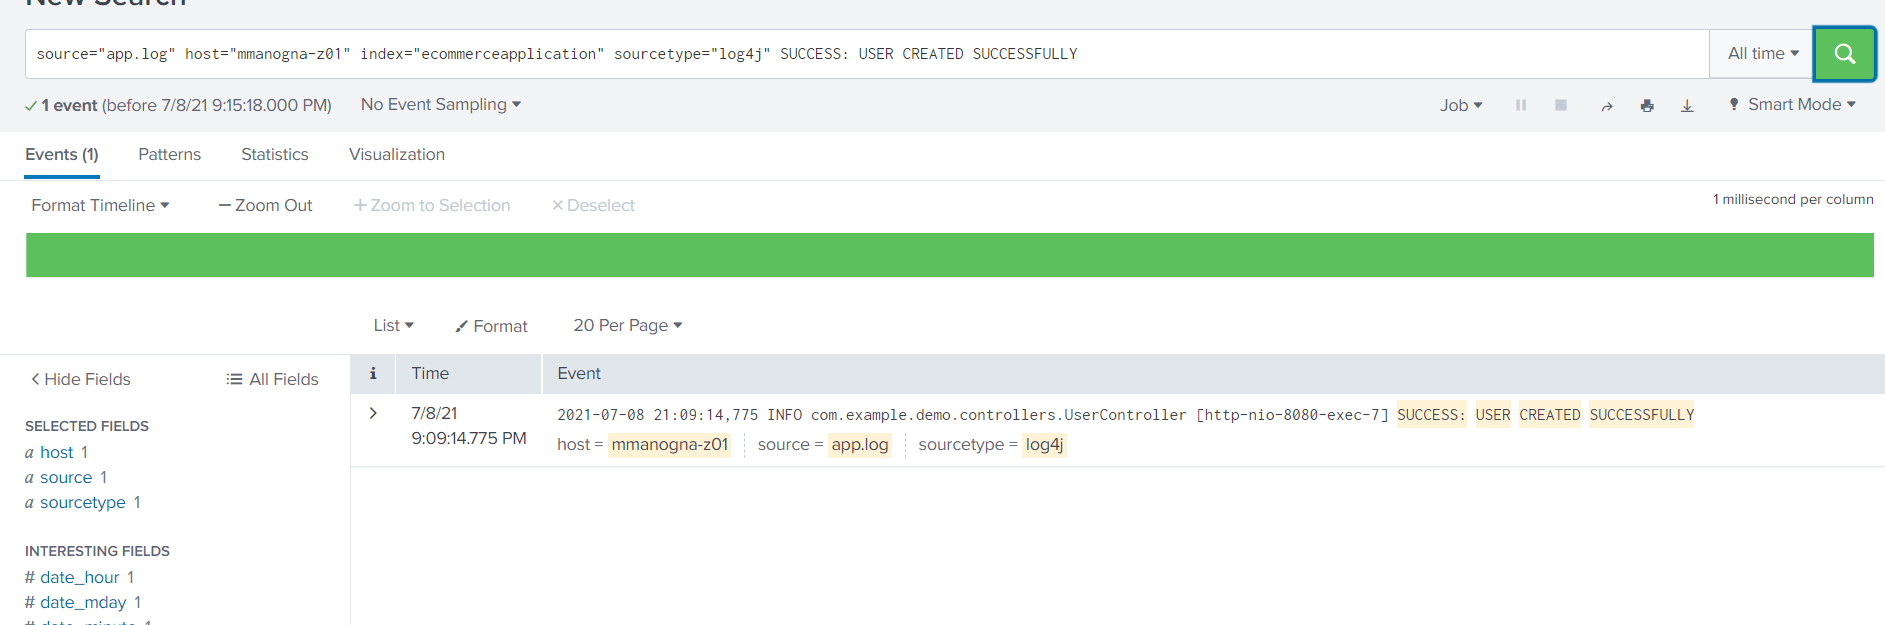 New Search
source="app.log" host="mmanogna-z01" index="ecommerceapplication" sourcetype="log4j" SUCCESS: USER CREATED SUCCESSFULLY
All time
1 event (before 7/8/21 9:15:18.000 PM)
No Event Sampling
Job
Smart Mode
Events (1)
Patterns
Statistics
Visualization
Format Timeline
Zoom Out
Zoom to Selection
Deselect
1 millisecond per column
List
Format
20 Per Page
Hide Fields
All Fields
i
Time
Event
SELECTED FIELDS
a host 1
a source 1
a sourcetype 1
INTERESTING FIELDS
# date_hour 1
# date_mday 1
# date_minute 1
7/8/21
9:09:14.775 PM
2021-07-08 21:09:14,775 INFO com.example.demo.controllers.UserController [http-nio-8080-exec-7] SUCCESS: USER CREATED SUCCESSFULLY
host = mmanogna-z01
source = app.log
sourcetype = log4j